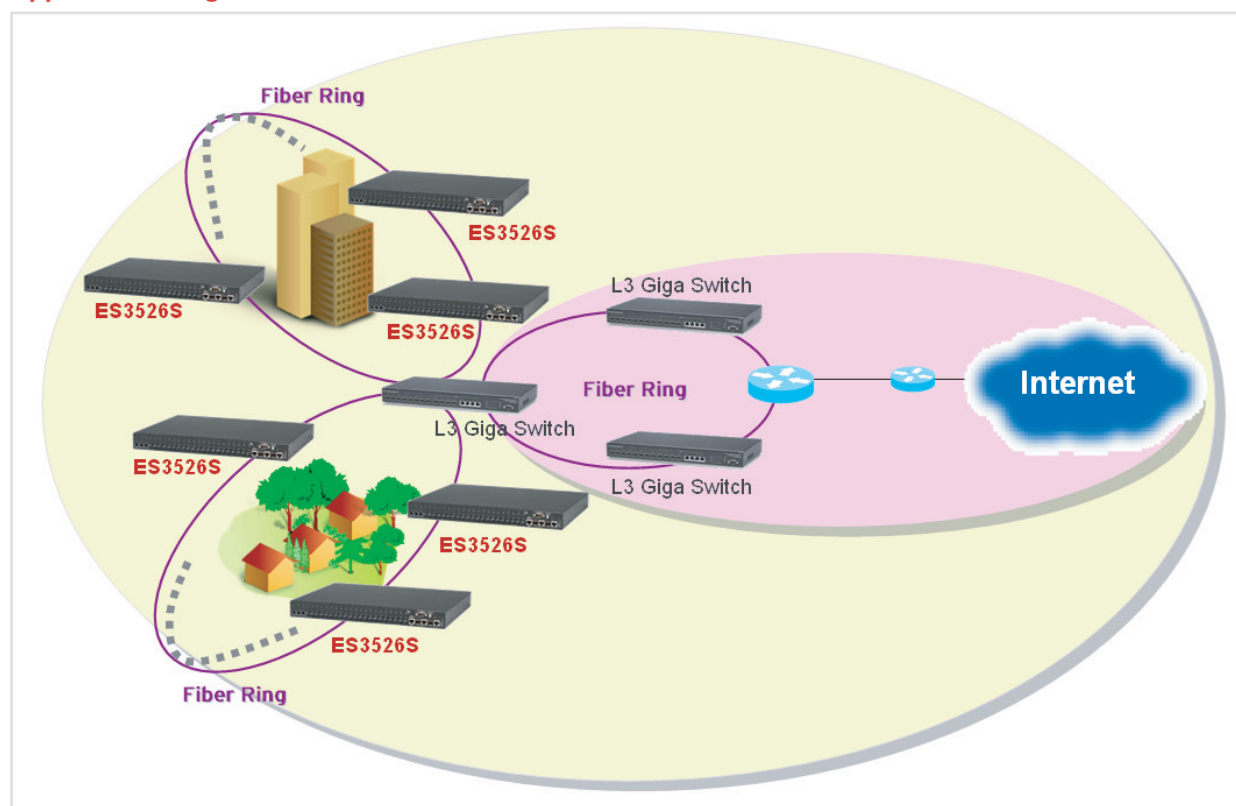 Fiber Ring
ES3526S
ES3526S
ES3526S
L3 Giga Switch
Fiber Ring
Internet
L3 Giga Switch
ES3526S
L3 Giga Switch
ES3526S
ES3526S
Fiber Ring